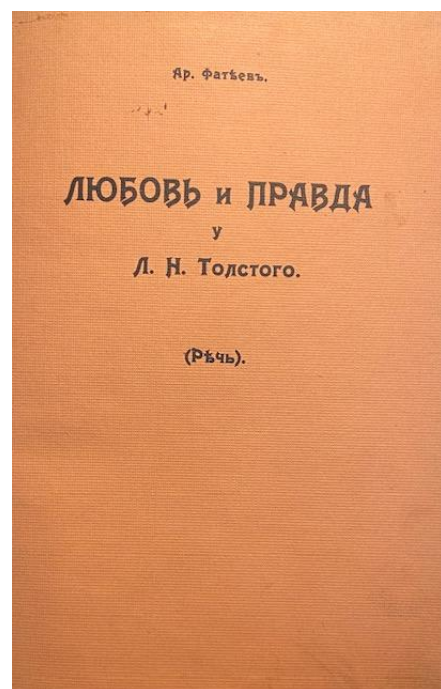 Ар. Фатѣевъ.
ЛЮБОВЬ и ПРАВДА
у
Л. Н. Толстого.
(Рѣчь).